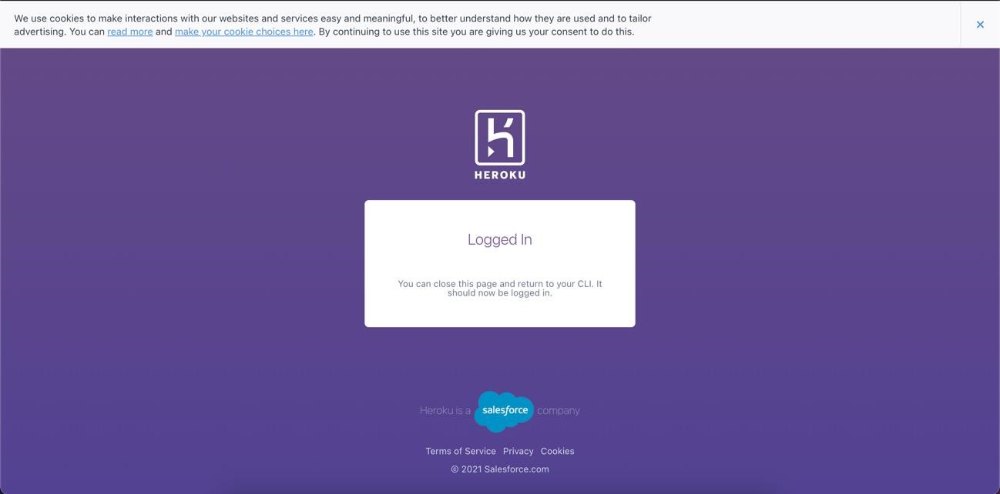 We use cookies to make interactions with our websites and services easy and meaningful, to better understand how they are used and to tailor
advertising. You can read more and make your cookie choices here. By continuing to use this site you are giving us your consent to do this.
HEROKU
Logged In
You can close this page and return to your CLI. It
should now be logged in.
Heroku is a salesforce company
Terms of Service Privacy Cookies
© 2021 Salesforce.com